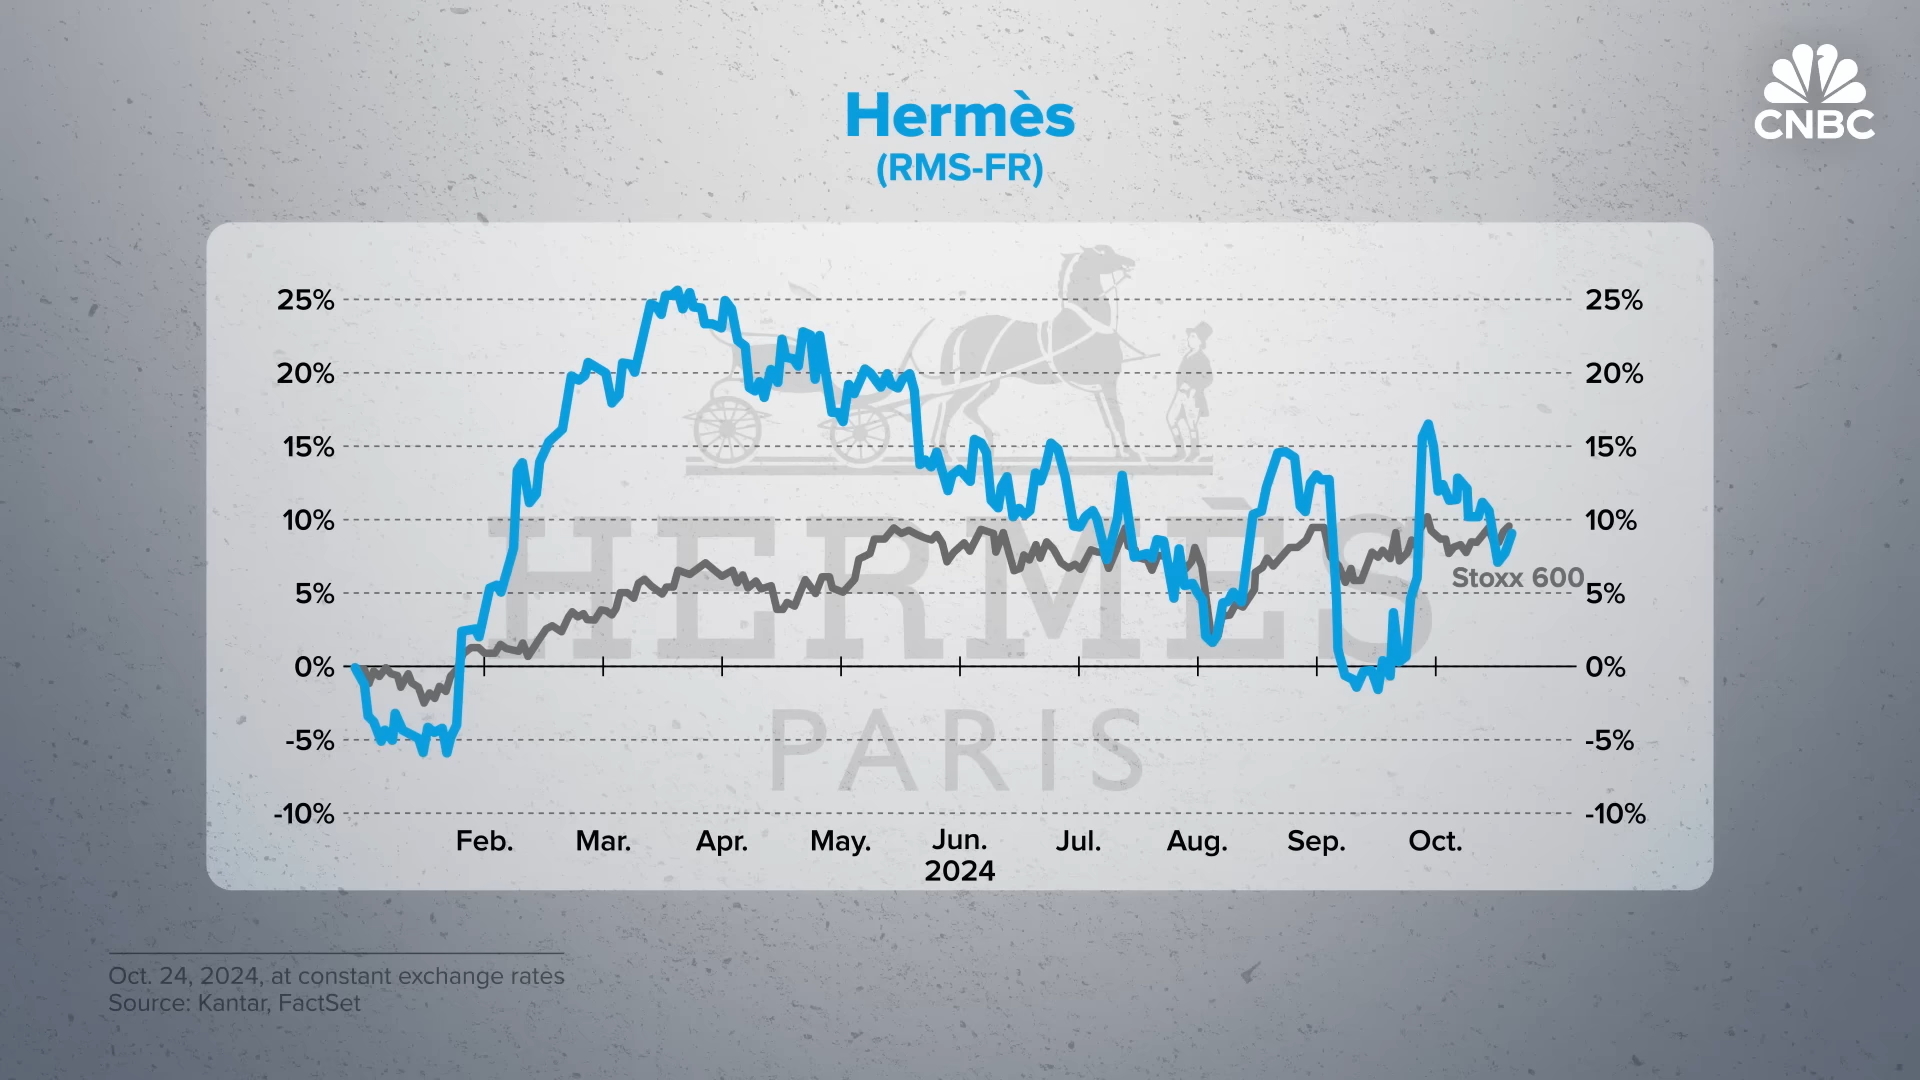 CNBC
Hermès
(RMS-FR)
25% 25%
20% 20%
15% 15%
10% 10%
Stoxx 600
5% 5%
0% 0%
-5% -5%
-10% -10%
HERMÈS
PARIS
Feb. Mar. Apr. May. Jun. Jul. Aug. Sep. Oct.
2024
Oct. 24, 2024, at constant exchange rates
Source: Kantar, FactSet